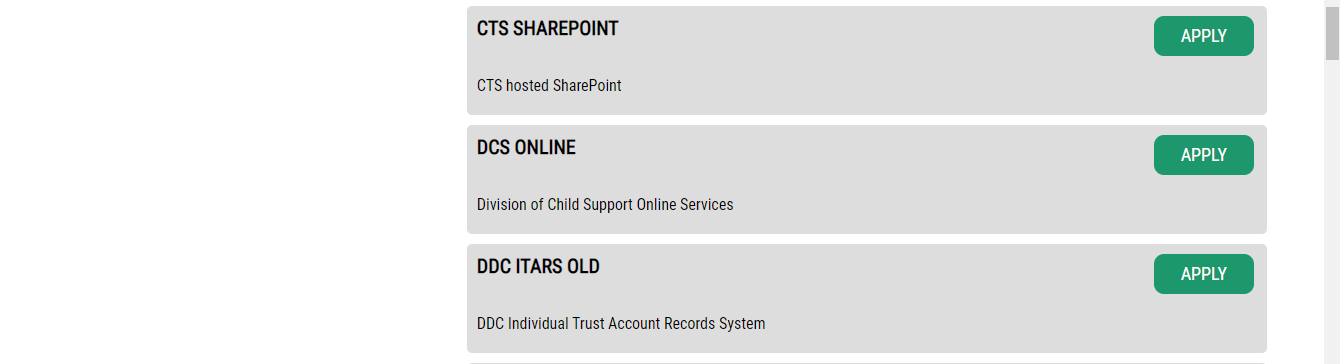 CTS SHAREPOINT
APPLY
CTS hosted SharePoint
DCS ONLINE
APPLY
Division of Child Support Online Services
DDC ITARS OLD
APPLY
DDC Individual Trust Account Records System